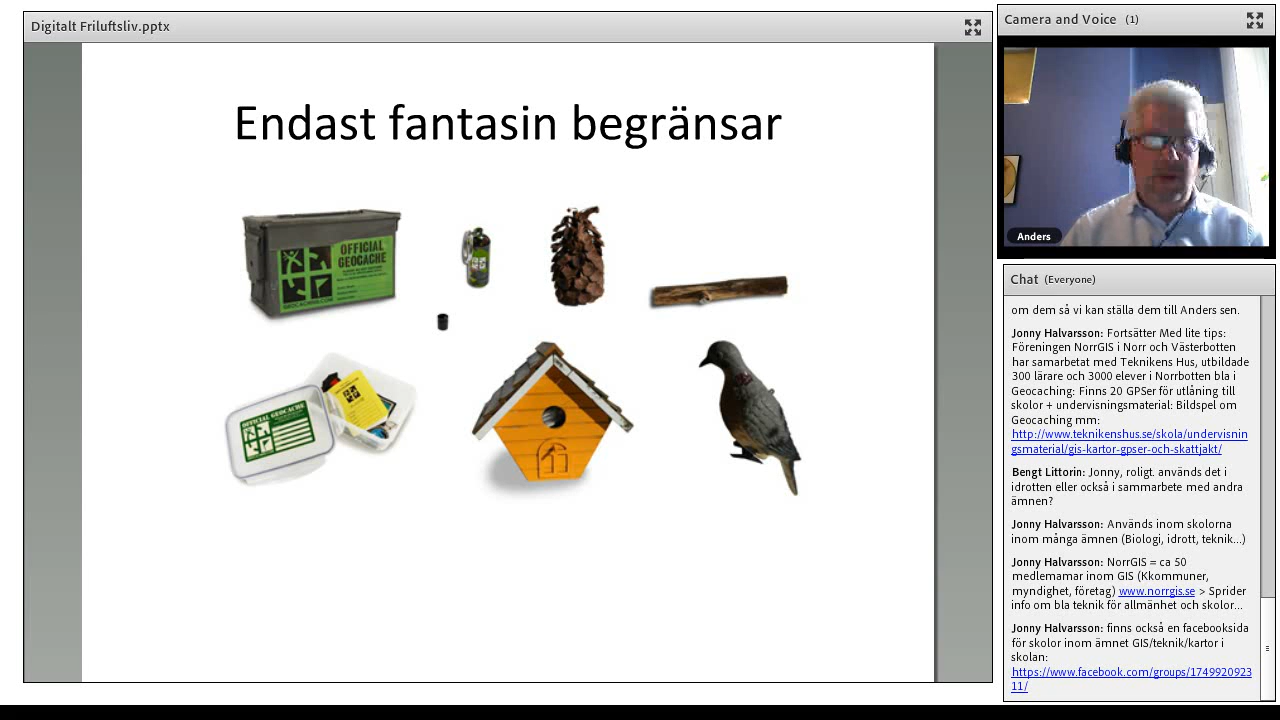 Digitalt Friluftsliv.pptx
Endast fantasin begränsar
OFFICIAL
GEOCACHE
GEOCACHING.COM
OFFICIAL GEOCACHE
Camera and Voice (1)
Anders
Chat (Everyone)
om dem så vi kan ställa dem till Anders sen.
Jonny Halvarsson: Fortsätter Med lite tips:
Föreningen NorrGIS i Norr och Västerbotten
har samarbetat med Teknikens Hus, utbildade
300 lärare och 3000 elever i Norrbotten bla i
Geocaching: Finns 20 GPSer för utlåning till
skolor + undervisningsmaterial: Bildspel om
Geocaching mm:
http://www.teknikenshus.se/skola/undervisnin
gsmaterial/gis-kartor-gpser-och-skattjakt/
Bengt Littorin: Jonny, roligt. används det i
idrotten eller också i sammarbete med andra
ämnen?
Jonny Halvarsson: Används inom skolorna
inom många ämnen (Biologi, idrott, teknik...)
Jonny Halvarsson: NorrGIS = ca 50
medlemamar inom GIS (Kkommuner,
myndighet, företag) www.norrgis.se > Sprider
info om bla teknik för allmänhet och skolor...
Jonny Halvarsson: finns också en facebooksida
för skolor inom ämnet GIS/teknik/kartor i
skolan:
https://www.facebook.com/groups/1749920923
11/